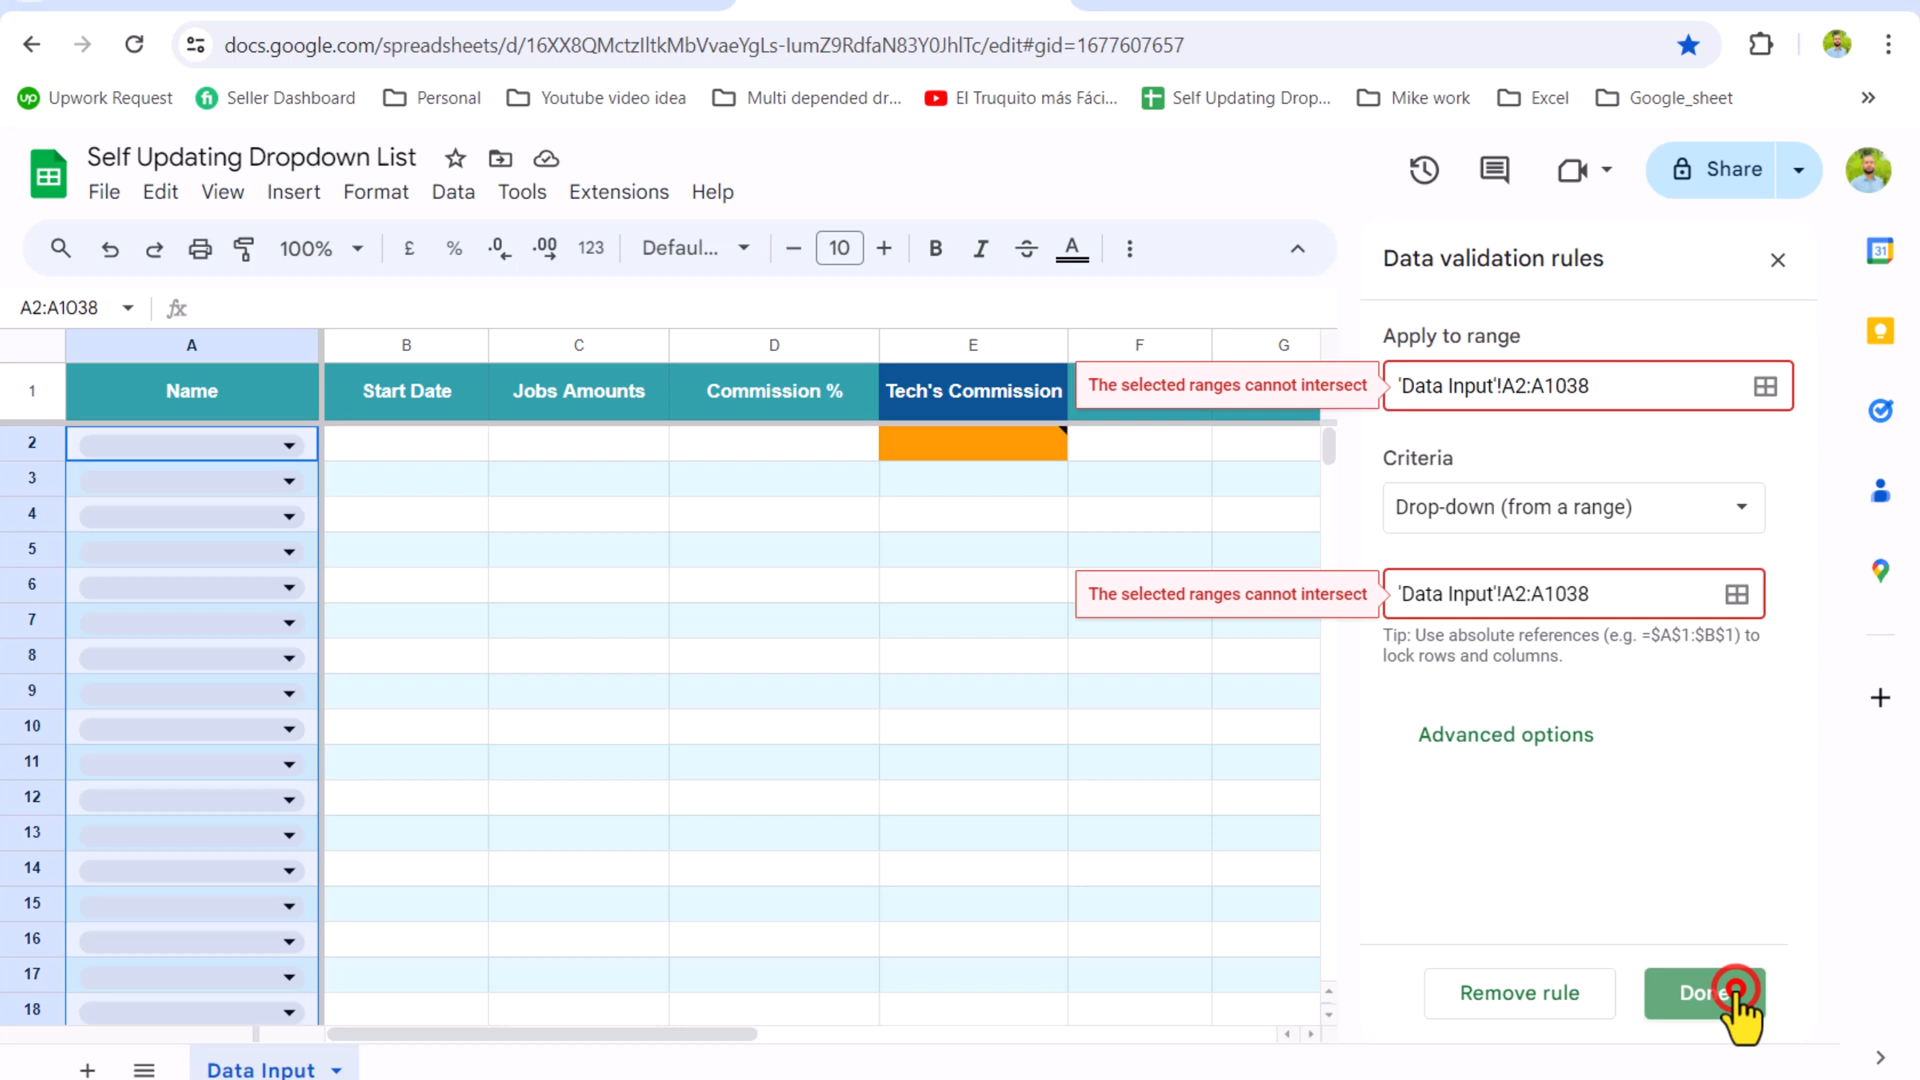 docs.google.com/spreadsheets/d/16XX8QMctzIltkMbVvaeYgLs-IumZ9RdfaN83Y0JhlTc/edit#gid=1677607657
up Upwork Request fi Seller Dashboard Personal Youtube video idea Multi depended dr... El Truquito más Fáci... Self Updating Drop... Mike work Excel Google_sheet »
Self Updating Dropdown List
File Edit View Insert Format Data Tools Extensions Help
Share
100% £ % .0 .00 123 Defaul... − 10 + B I S A
31
Data validation rules
A2:A1038 fx
Apply to range
A B C D E F G
1 Name Start Date Jobs Amounts Commission % Tech's Commission
The selected ranges cannot intersect 'Data Input'!A2:A1038
2
3
4
5
6
7
8
9
10
11
12
13
14
15
16
17
18
Criteria
Drop-down (from a range)
The selected ranges cannot intersect 'Data Input'!A2:A1038
Tip: Use absolute references (e.g. =$A$1:$B$1) to
lock rows and columns.
Advanced options
Remove rule Done
+ Data Input